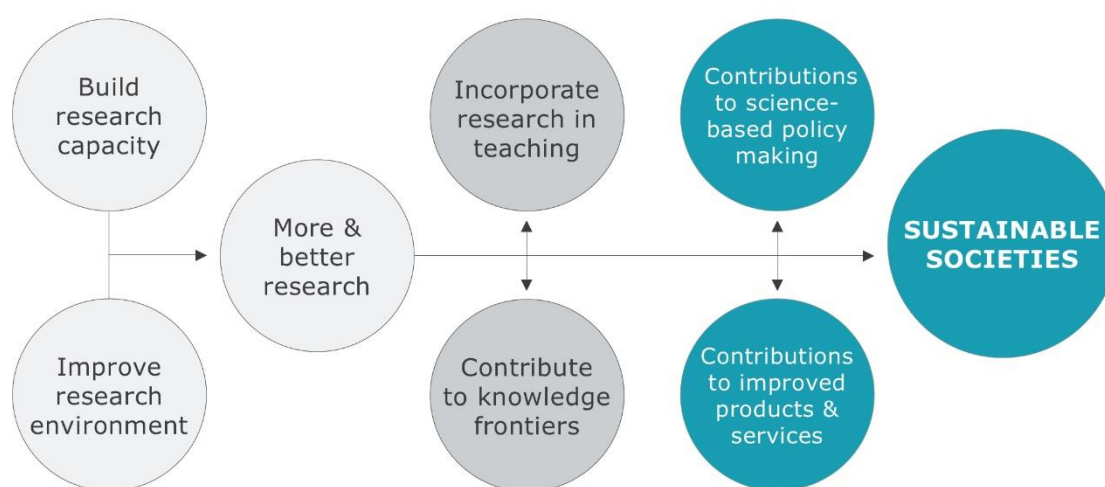 Build
research
capacity
Improve
research
environment
More &
better
research
Incorporate
research in
teaching
Contribute
to knowledge
frontiers
Contributions
to science-
based policy
making
Contributions
to improved
products &
services
SUSTAINABLE
SOCIETIES